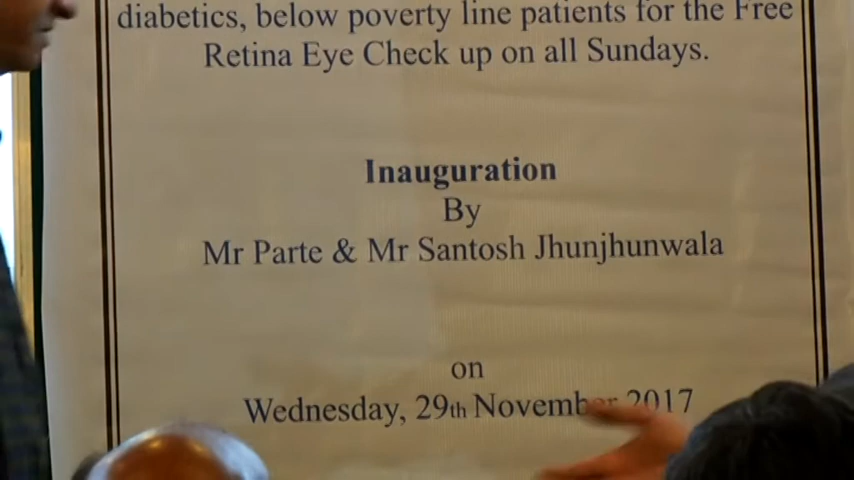 diabetics, below poverty line patients for the Free
Retina Eye Check up on all Sundays.
Inauguration
By
Mr Parte & Mr Santosh Jhunjhunwala
on
Wednesday, 29th November 2017